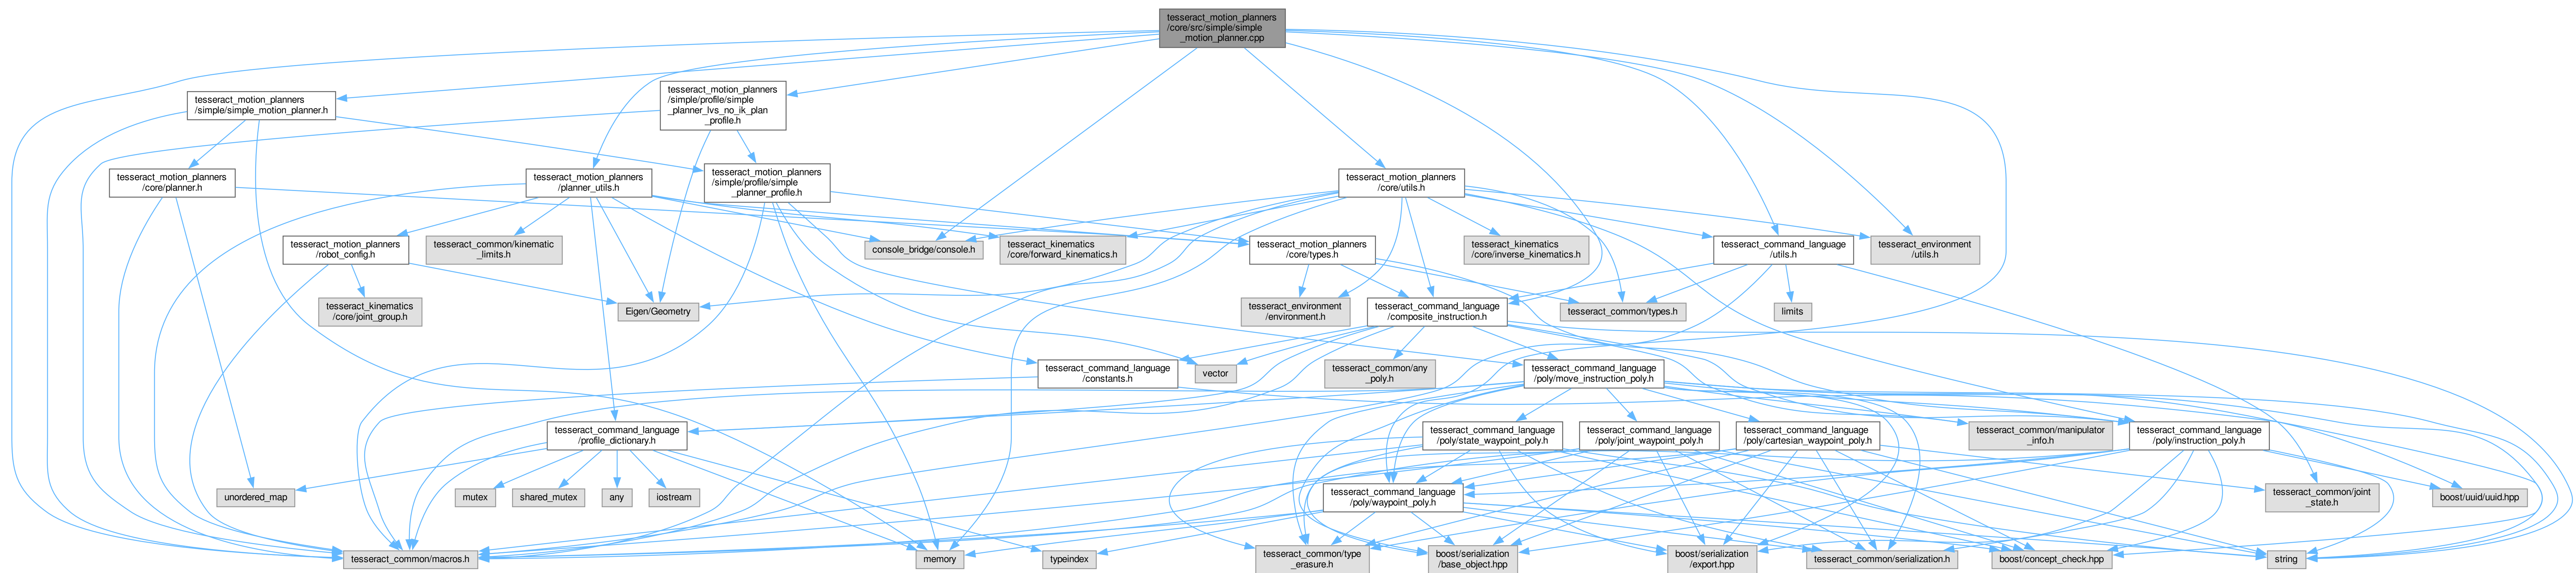 tesseract_motion_planners
/core/src/simple/simple
_motion_planner.cpp
tesseract_motion_planners
/simple/simple_motion_planner.h
tesseract_motion_planners
/simple/profile/simple
_planner_lvs_no_ik_plan
_profile.h
tesseract_motion_planners
/core/planner.h
tesseract_motion_planners
/planner_utils.h
tesseract_motion_planners
/simple/profile/simple
_planner_profile.h
tesseract_motion_planners
/core/utils.h
tesseract_motion_planners
/robot_config.h
tesseract_common/kinematic
_limits.h
console_bridge/console.h
tesseract_kinematics
/core/forward_kinematics.h
tesseract_motion_planners
/core/types.h
tesseract_kinematics
/core/inverse_kinematics.h
tesseract_command_language
/utils.h
tesseract_environment
/utils.h
tesseract_kinematics
/core/joint_group.h
Eigen/Geometry
tesseract_environment
/environment.h
tesseract_command_language
/composite_instruction.h
tesseract_common/types.h
limits
tesseract_command_language
/constants.h
vector
tesseract_common/any
_poly.h
tesseract_command_language
/poly/move_instruction_poly.h
tesseract_command_language
/profile_dictionary.h
tesseract_command_language
/poly/state_waypoint_poly.h
tesseract_command_language
/poly/joint_waypoint_poly.h
tesseract_command_language
/poly/cartesian_waypoint_poly.h
tesseract_common/manipulator
_info.h
tesseract_command_language
/poly/instruction_poly.h
unordered_map
mutex
shared_mutex
any
iostream
tesseract_command_language
/poly/waypoint_poly.h
tesseract_common/joint
_state.h
boost/uuid/uuid.hpp
tesseract_common/macros.h
memory
typeindex
tesseract_common/type
_erasure.h
boost/serialization
/base_object.hpp
boost/serialization
/export.hpp
tesseract_common/serialization.h
boost/concept_check.hpp
string